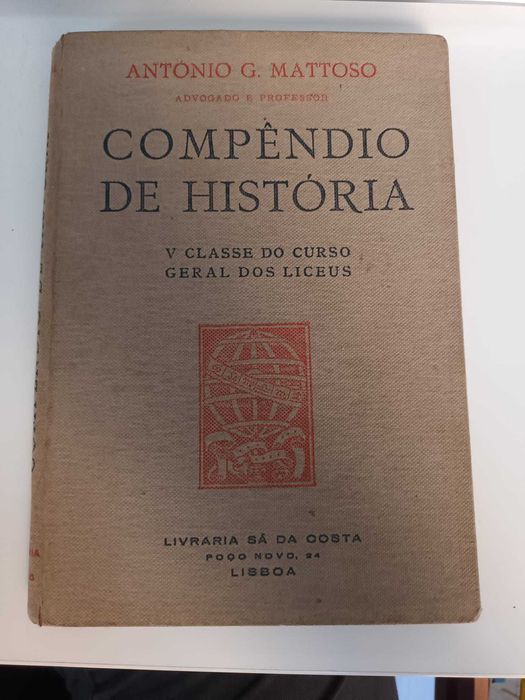 ANTÓNIO G. MATTOSO
ADVOGADO E PROFESSOR
COMPÊNDIO
DE HISTÓRIA
V CLASSE DO CURSO
GERAL DOS LICEUS
LIVRARIA SÁ DA COSTA
POÇO NOVO, 24
LISBOA